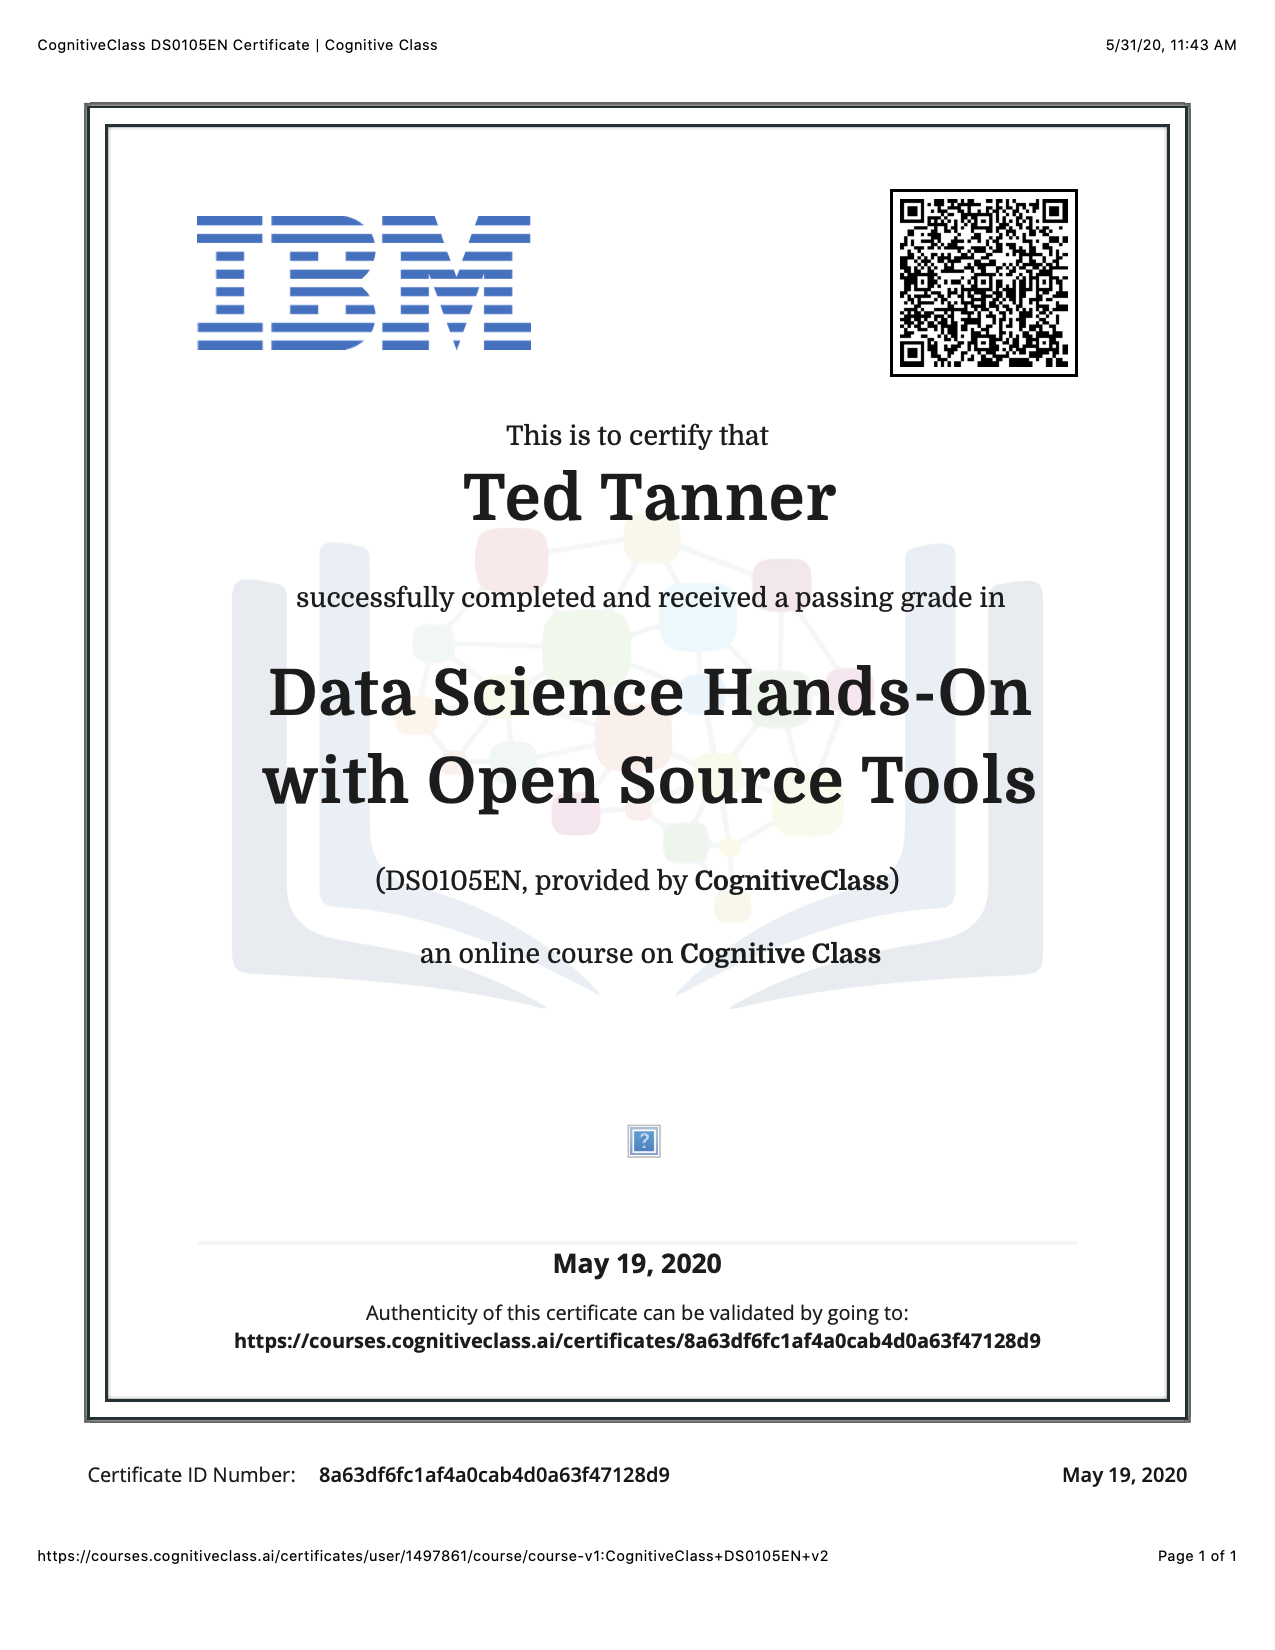 CognitiveClass DS0105EN Certificate | Cognitive Class
5/31/20, 11:43 AM
IBM
This is to certify that
Ted Tanner
successfully completed and received a passing grade in
Data Science Hands-On
with Open Source Tools
(DS0105EN, provided by CognitiveClass)
an online course on Cognitive Class
?
May 19, 2020
Authenticity of this certificate can be validated by going to:
https://courses.cognitiveclass.ai/certificates/8a63df6fc1af4a0cab4d0a63f47128d9
Certificate ID Number: 8a63df6fc1af4a0cab4d0a63f47128d9
May 19, 2020
https://courses.cognitiveclass.ai/certificates/user/1497861/course/course-v1:CognitiveClass+DS0105EN+v2
Page 1 of 1